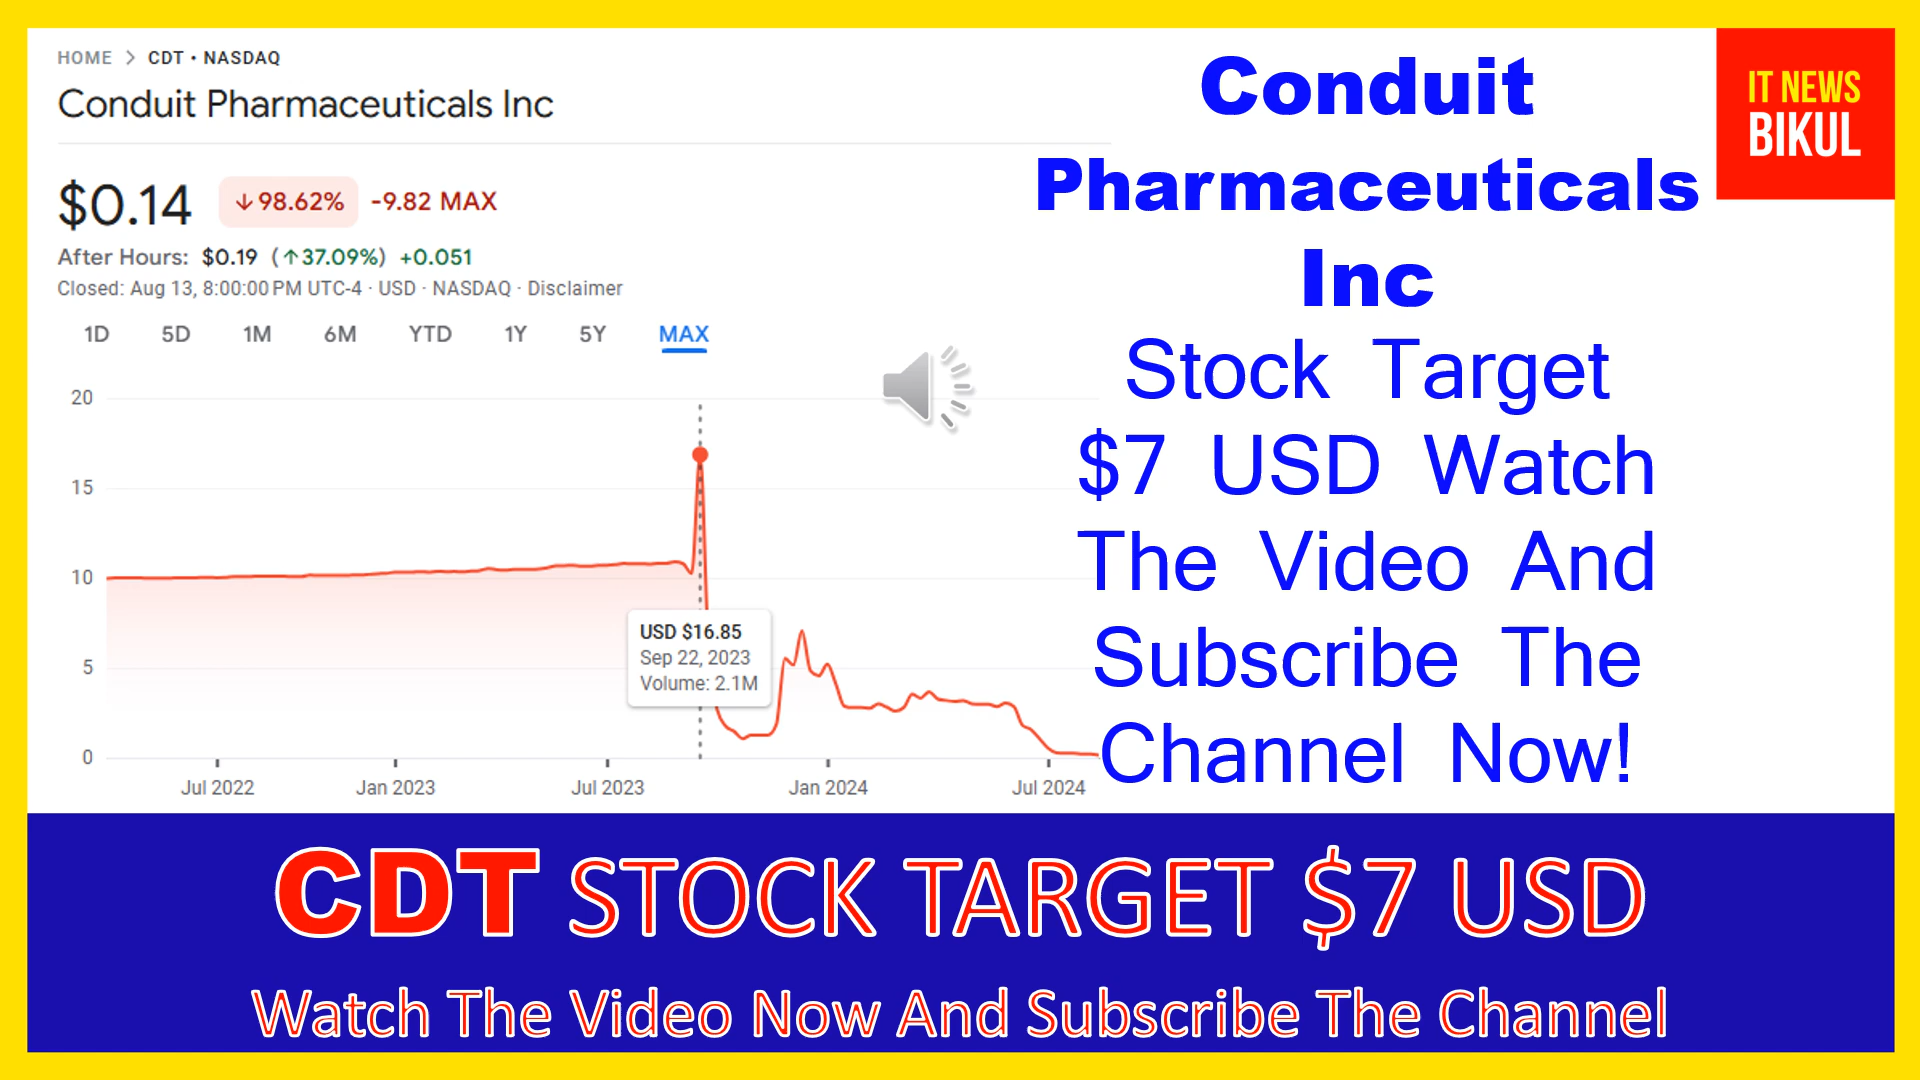 HOME > CDT • NASDAQ
Conduit Pharmaceuticals Inc
$0.14 ↓98.62% -9.82 MAX
After Hours: $0.19 (↑37.09%) +0.051
Closed: Aug 13, 8:00:00 PM UTC-4 · USD · NASDAQ · Disclaimer
1D 5D 1M 6M YTD 1Y 5Y MAX
20
15
10
5
0
USD $16.85
Sep 22, 2023
Volume: 2.1M
Jul 2022 Jan 2023 Jul 2023 Jan 2024 Jul 2024
Conduit
Pharmaceuticals
Inc
Stock Target
$7 USD Watch
The Video And
Subscribe The
Channel Now!
IT NEWS
BIKUL
CDT STOCK TARGET $7 USD
Watch The Video Now And Subscribe The Channel